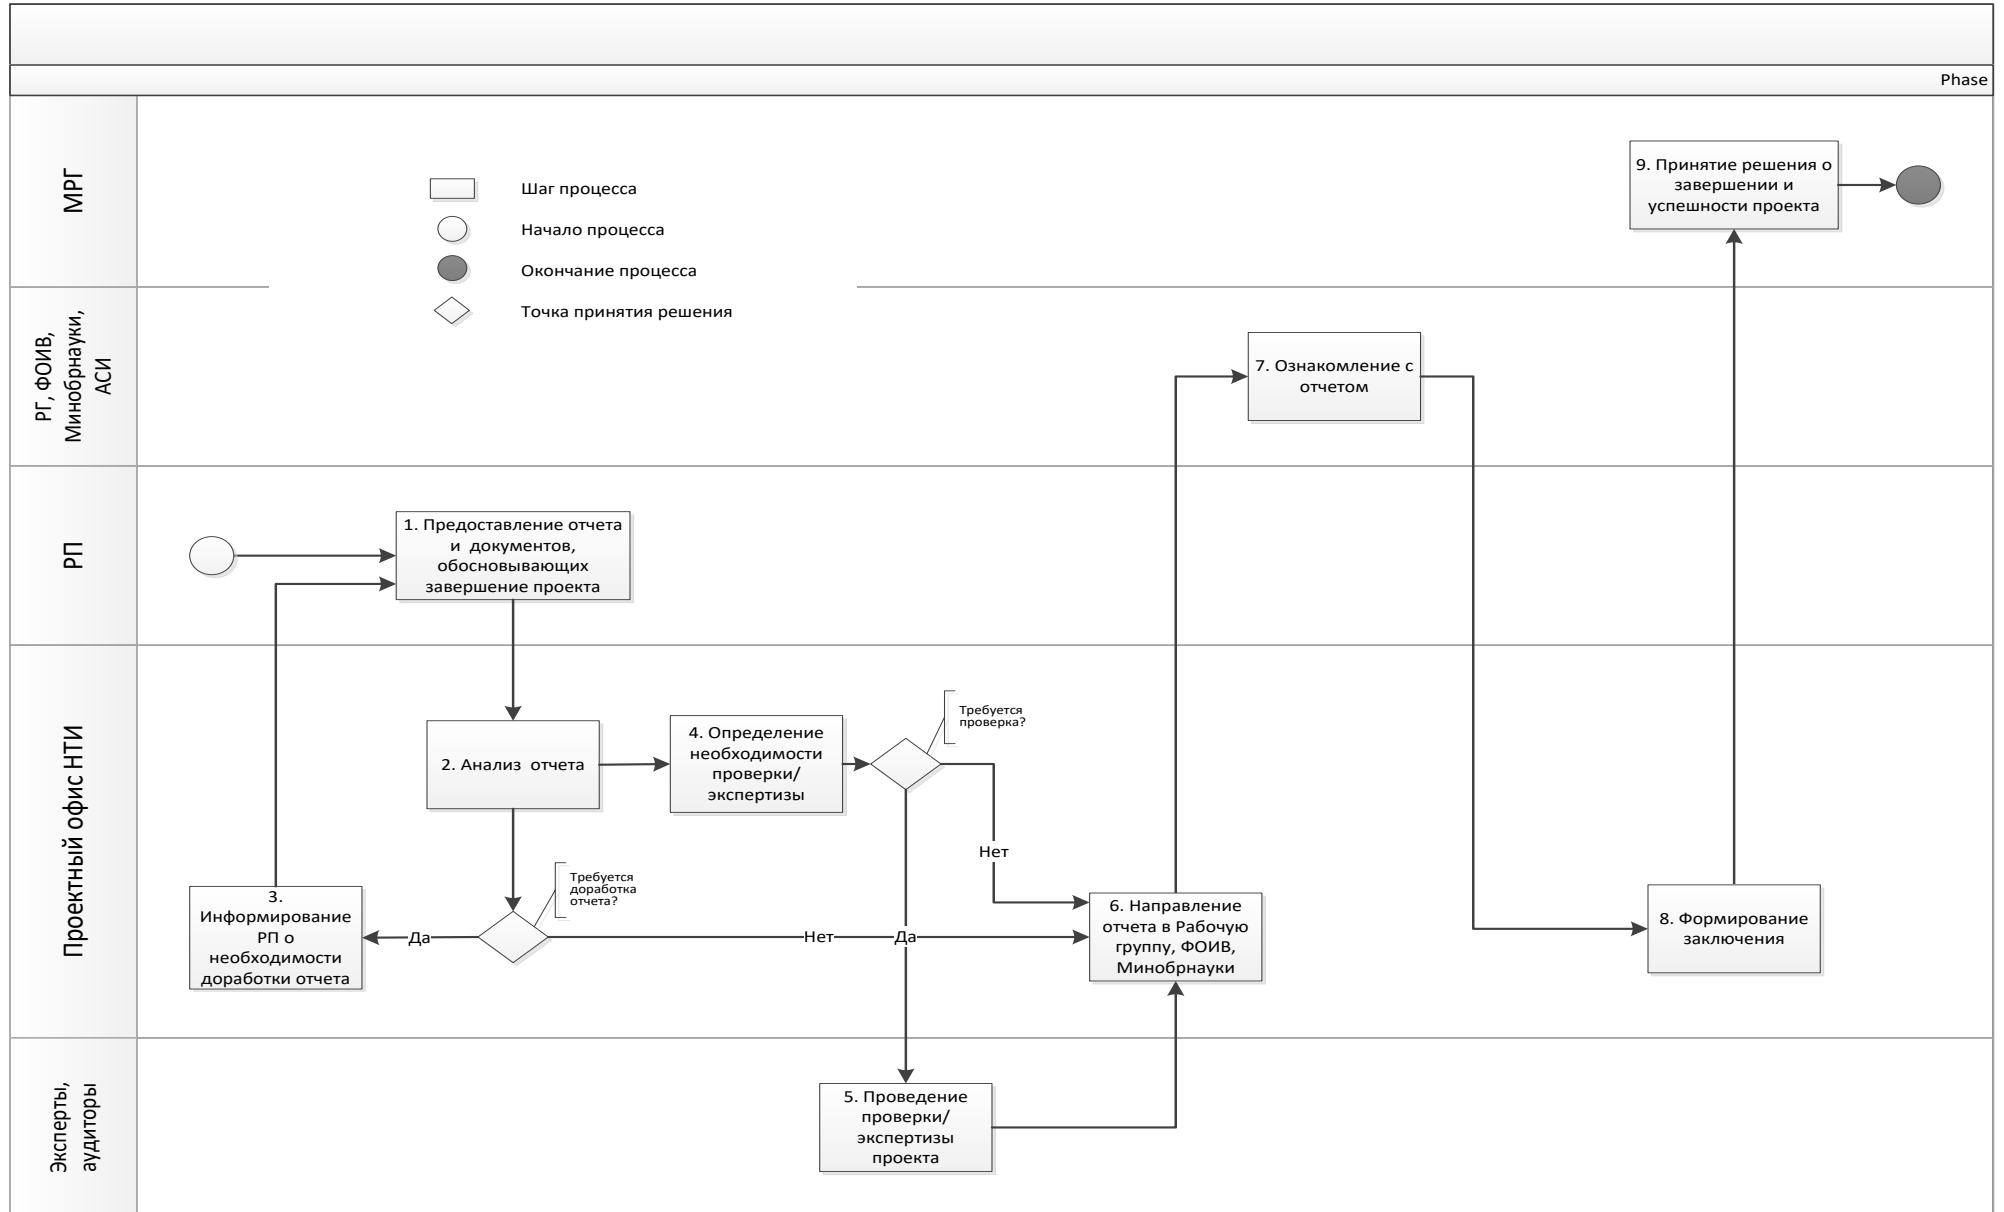 Phase
МРГ
Шаг процесса
Начало процесса
Окончание процесса
Точка принятия решения
9. Принятие решения о
завершении и
успешности проекта
РГ, ФОИВ,
Минобрнауки,
АСИ
7. Ознакомление с
отчетом
РП
1. Предоставление отчета
и документов,
обосновывающих
завершение проекта
Проектный офис НТИ
2. Анализ отчета
4. Определение
необходимости
проверки/
экспертизы
Требуется
проверка?
Нет
Требуется
доработка
отчета?
3.
Информирование
РП о
необходимости
доработки отчета
Да
Нет
Да
6. Направление
отчета в Рабочую
группу, ФОИВ,
Минобрнауки
8. Формирование
заключения
Эксперты,
аудиторы
5. Проведение
проверки/
экспертизы
проекта